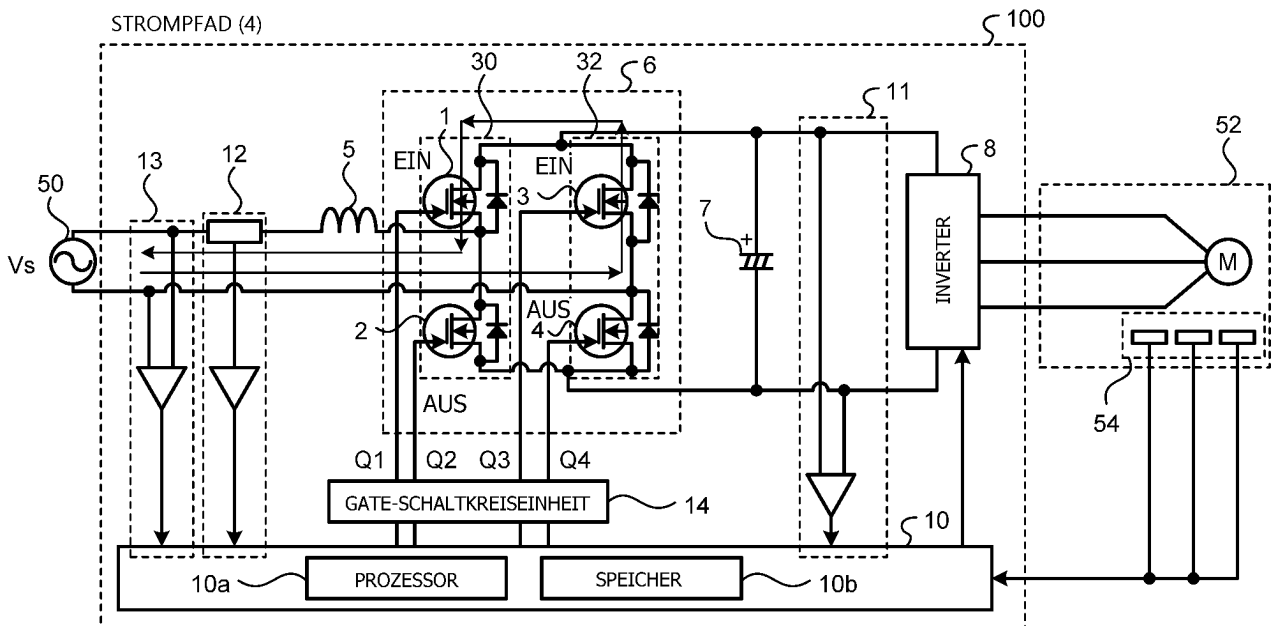 STROMPFAD (4)
100
6
30
32
11
1
52
13
12
5
EIN
EIN
8
50
3
7
+
Vs
INVERTER
M
2
AUS
4
AUS
54
Q1
Q2
Q3
Q4
GATE-SCHALTKREISEINHEIT
14
10
10a
PROZESSOR
SPEICHER
10b